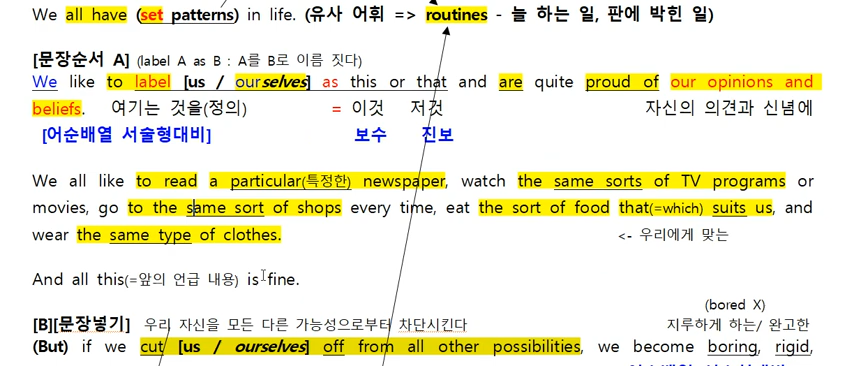 We all have (set patterns) in life. (유사 어휘 => routines - 늘 하는 일, 판에 박힌 일)
[문장순서 A] (label A as B : A를 B로 이름 짓다)
We like to label [us / ourselves] as this or that and are quite proud of our opinions and
beliefs. 여기는 것을(정의) = 이것 저것 자신의 의견과 신념에
[어순배열 서술형대비] 보수 진보
We all like to read a particular(특정한) newspaper, watch the same sorts of TV programs or
movies, go to the same sort of shops every time, eat the sort of food that(=which) suits us, and
wear the same type of clothes. <- 우리에게 맞는
And all this(=앞의 언급 내용) is fine.
(bored X)
[B][문장넣기] 우리 자신을 모든 다른 가능성으로부터 차단시킨다 지루하게 하는/ 완고한
(But) if we cut [us / ourselves] off from all other possibilities, we become boring, rigid,